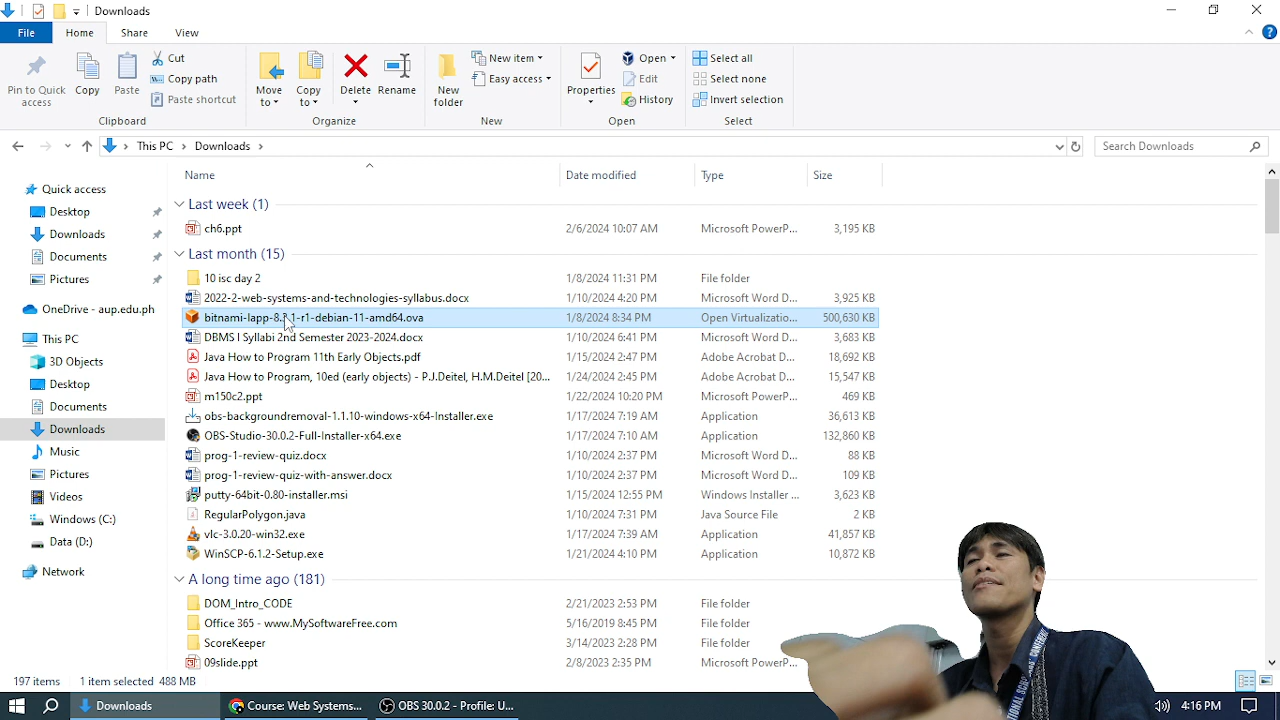 Downloads
File Home Share View
Pin to Quick access
Copy
Paste
Cut
Copy path
Paste shortcut
Clipboard
Move to
Copy to
Delete
Rename
Organize
New folder
New item
Easy access
New
Properties
Open
Edit
History
Open
Select all
Select none
Invert selection
Select
This PC Downloads
Search Downloads
Quick access
Desktop
Downloads
Documents
Pictures
OneDrive - aup.edu.ph
This PC
3D Objects
Desktop
Documents
Downloads
Music
Pictures
Videos
Windows (C:)
Data (D:)
Network
Name Date modified Type Size
Last week (1)
ch6.ppt 2/6/2024 10:07 AM Microsoft PowerP... 3,195 KB
Last month (15)
10 isc day 2 1/8/2024 11:31 PM File folder
2022-2-web-systems-and-technologies-syllabus.docx 1/10/2024 4:20 PM Microsoft Word D... 3,925 KB
1-r1-debian-11-amd64.ova 1/8/2024 8:34 PM Open Virtualizatio... 500,630 KB
DBMS I Syllabi 2nd Semester 2023-2024.docx 1/10/2024 6:41 PM Microsoft Word D... 3,683 KB
Java How to Program 11th Early Objects.pdf 1/15/2024 2:47 PM Adobe Acrobat D... 18,692 KB
Java How to Program, 10ed (early objects) - P.J.Deitel, H.M.Deitel [20... 1/24/2024 2:45 PM Adobe Acrobat D... 15,547 KB
m150c2.ppt 1/22/2024 10:20 PM Microsoft PowerP... 469 KB
obs-backgroundremoval-1.1.10-windows-x64-Installer.exe 1/17/2024 7:19 AM Application 36,613 KB
OBS-Studio-30.0.2-Full-Installer-x64.exe 1/17/2024 7:10 AM Application 132,860 KB
prog-1-review-quiz.docx 1/10/2024 2:37 PM Microsoft Word D... 88 KB
prog-1-review-quiz-with-answer.docx 1/10/2024 2:37 PM Microsoft Word D... 109 KB
putty-64bit-0.80-installer.msi 1/15/2024 12:55 PM Windows Installer ... 3,623 KB
RegularPolygon.java 1/10/2024 7:31 PM Java Source File 2 KB
vlc-3.0.20-win32.exe 1/17/2024 7:39 AM Application 41,857 KB
WinSCP-6.1.2-Setup.exe 1/21/2024 4:10 PM Application 10,872 KB
A long time ago (181)
DOM_Intro_CODE 2/21/2023 2:53 PM File folder
Office 365 - www.MySoftwareFree.com 5/16/2019 8:45 PM File folder
ScoreKeeper 3/14/2023 2:28 PM File folder
09slide.ppt 2/8/2023 2:35 PM Microsoft PowerP...
197 items 1 item selected 488 MB
Downloads
Course: Web Systems...
OBS 30.0.2 - Profile: U...
4:16 PM